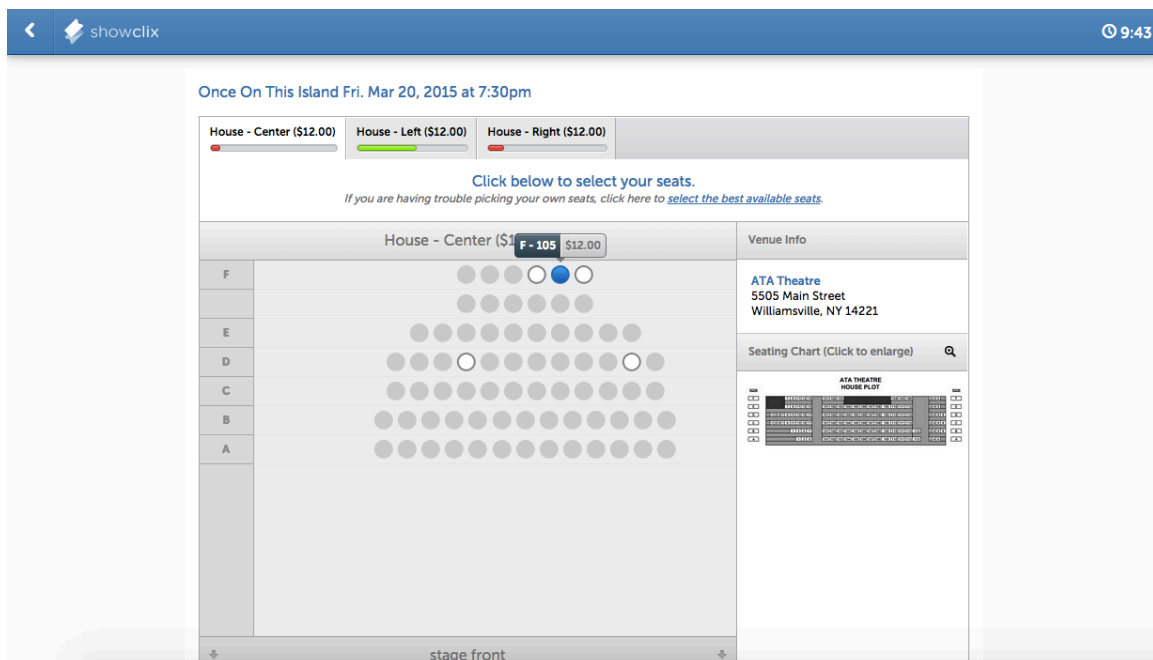 showclix
9:43
Once On This Island Fri. Mar 20, 2015 at 7:30pm
House - Center ($12.00) House - Left ($12.00) House - Right ($12.00)
Click below to select your seats.
If you are having trouble picking your own seats, click here to select the best available seats.
House - Center ($1
F - 105 $12.00
Venue Info
F
E
D
C
B
A
ATA Theatre
5505 Main Street
Williamsville, NY 14221
Seating Chart (Click to enlarge)
ATA THEATRE
HOUSE PLOT
stage front